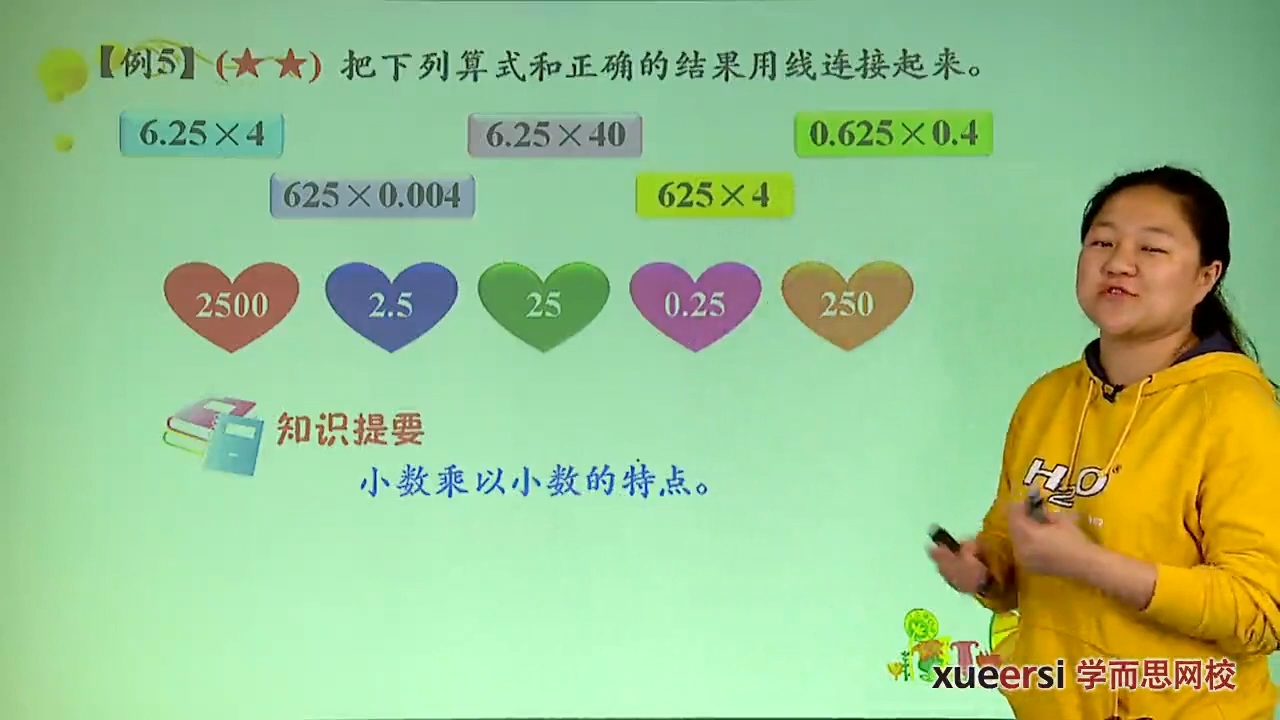 【例5】(★★) 把下列算式和正确的结果用线连接起来。
6.25×4 6.25×40 0.625×0.4
625×0.004 625×4
2500 2.5 25 0.25 250
知识提要
小数乘以小数的特点。
H2O®
xueersi 学而思网校